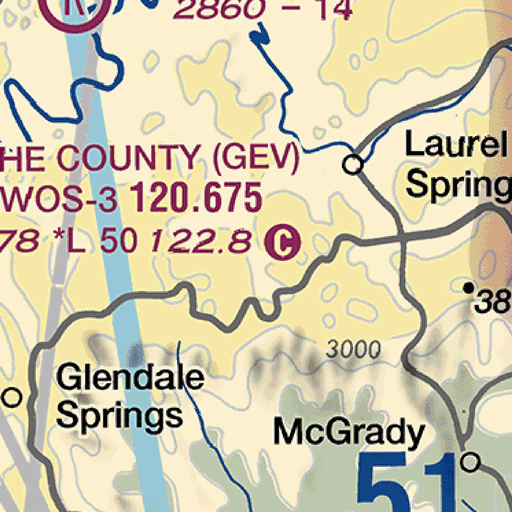 R
2860 – 14
HE COUNTY (GEV)
WOS-3 120.675
78 *L 50 122.8 C
Laurel
Spring
38
3000
Glendale
Springs
McGrady
51